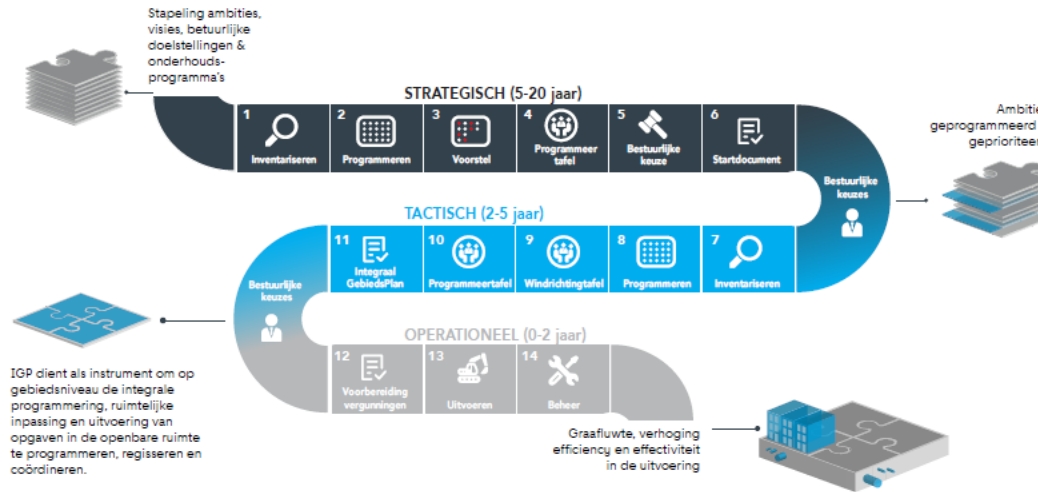 Stapeling ambities,
visies, betuurlijke
doelstellingen &
onderhouds-
programma's
STRATEGISCH (5-20 jaar)
1
Inventariseren
2
Programmeren
3
Voorstel
4
Programmeer
tafel
5
Bestuurlijke
keuze
6
Startdocument
Bestuurlijke
keuzes
Ambitie
geprogrammeerd
geprioriteer
TACTISCH (2-5 jaar)
Bestuurlijke
keuzes
11
Integraal
GebiedsPlan
10
Programmeertafel
9
Windrichtingtafel
8
Programmeren
7
Inventariseren
OPERATIONEEL (0-2 jaar)
12
Voorbereiding
vergunningen
13
Uitvoeren
14
Beheer
IGP dient als instrument om op
gebiedsniveau de integrale
programmering, ruimtelijke
inpassing en uitvoering van
opgaven in de openbare ruimte
te programmeren, regisseren en
coördineren.
Graafluwte, verhoging
efficiency en effectiviteit
in de uitvoering